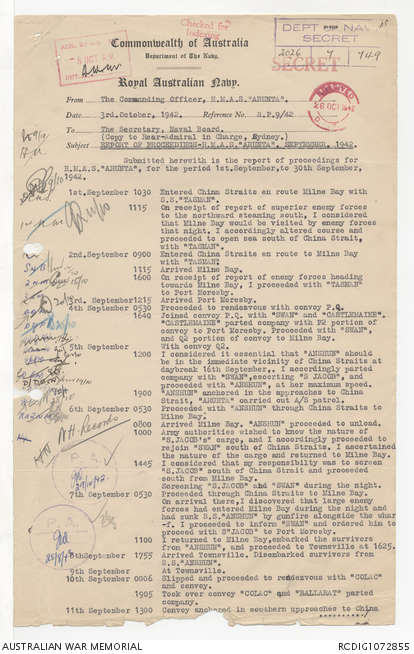 Checked for
Indexing
DEPT NAVY
SECRET
2026 7 749
SECRET
Commonwealth of Australia
Department of The Navy.
Royal Australian Navy.
RECEIVED
From The Commanding Officer, H.M.A.S. "ARUNTA".
Date 3rd.October, 1942. Reference No. S.P.9/42
To The Secretary, Naval Board.
(Copy to Rear-Admiral in Charge, Sydney.)
Subject REPORT OF PROCEEDINGS-H.M.A.S."ARUNTA", SEPTEMBER, 1942.
Submitted herewith is the report of proceedings for
H.M.A.S."ARUNTA", for the period 1st.September,to 30th September,
1942.
1st.September 1030 Entered China Straits en route Milne Bay with
S.S."TASMAN".
1115 On receipt of report of superior enemy forces
to the northward steaming south, I considered
that Milne Bay would be visited by enemy forces
that night. I accordingly altered course and
proceeded to open sea south of China Strait,
with "TASMAN".
2nd.September 0900 Entered China Straits en route to Milne Bay
with "TASMAN".
1115 Arrived Milne Bay.
1600 On receipt of report of enemy forces heading
towards Milne Bay, I proceeded with "TASMAN"
to Port Moresby.
3rd.September 1215 Arrived Port Moresby.
4th September 0530 Proceeded to rendezvous with convoy P.Q.
1640 Joined convoy P.Q. with "SWAN" and "CASTLEMAINE".
"CASTLEMAINE" parted company with P2 portion
of convoy to Port Moresby. Proceeded with "SWAN",
and Q2 portion of convoy to Milne Bay.
5th September With convoy Q2.
1200 I considered it essential that "ANSHUN" should
be in the immediate vicinity of China Straits at
daybreak 16th September,. I accordingly parted
company with "SWAN", escorting "S JACOB", and
proceeded with "ANSHUN", at her maximum speed.
1900 "ANSHUN" anchored in the approaches to China
Strait, "ARUNTA" carried out A/S patrol.
6th September 0530 Proceeded with "ANSHUN" through China Straits to
Milne Bay.
0800 Arrived Milne Bay. "ANSHUN" proceeded to unload.
1000 Army authorities wished to know the nature of
"S.JACOB's" cargo, and I accordingly proceeded to
rejoin "SWAN" south of China Straits. I ascertained
the nature of the cargo and returned to Milne Bay.
1445 I considered that my responsibility was to screen
"S.JACOB" south of China Strait and proceeded
south from Milne Bay.
Screened "S.JACOB" and "SWAN" during the night.
7th September 0530 Proceeded through China Straits to Milne Bay.
On arrival there, I discovered that large enemy
forces had entered Milne Bay during the night and
had sunk S.S."ANSHUN" by gunfire alongside the whar
-f. I proceeded to inform "SWAN" and ordered him to
proceed with "S.JACOB" to Port Moresby.
1100 I returned to Milne Bay,embarked the survivors
from "ANSHUN", and proceeded to Townsville at 1625.
8th September 1755 Arrived Townsville. Disembarked survivors from
S.S."ANSHUN".
9th September At Townsville.
10th September 0006 Slipped and proceeded to rendezvous with "COLAC"
and convoy.
1905 Took over convoy "COLAC" and "BALLARAT" parted
company.
11th September 1300 Convoy anchored in southern approaches to China
AUSTRALIAN WAR MEMORIAL
RCDIG1072855